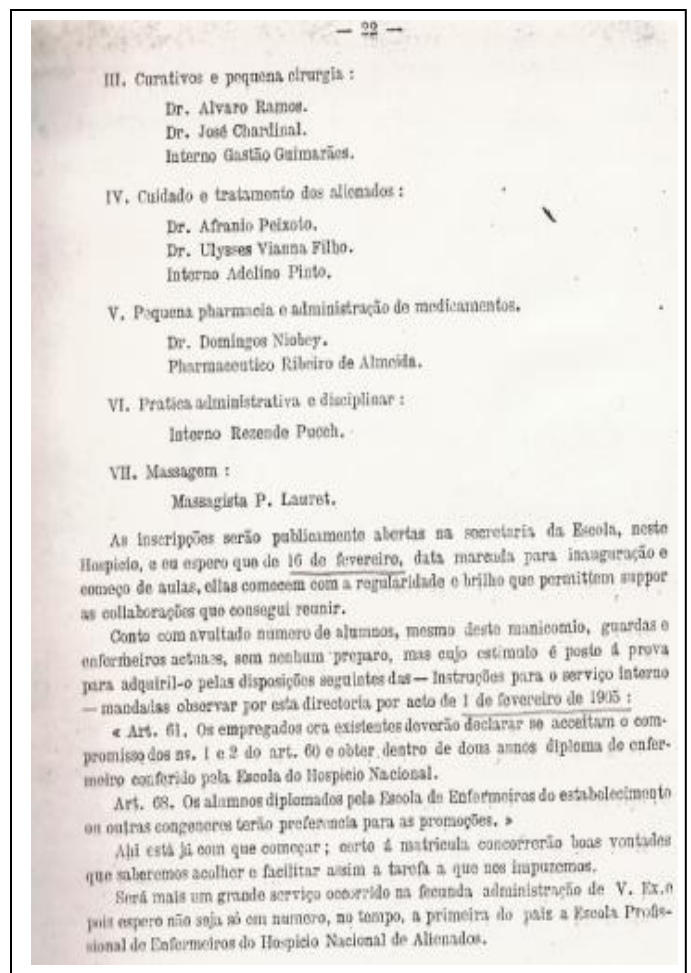 — 22 —
III. Curativos e pequena cirurgia :
Dr. Alvaro Ramos.
Dr. José Chardinal.
Interno Gastão Guimarães.
IV. Cuidado e tratamento dos alienados :
Dr. Afranio Peixoto.
Dr. Ulysses Vianna Filho.
Interno Adelino Pinto.
V. Pequena pharmacia e administração de medicamentos.
Dr. Domingos Niobey.
Pharmaceutico Ribeiro de Almeida.
VI. Pratica administrativa e disciplinar :
Interno Rezende Puech.
VII. Massagem :
Massagista P. Lauret.
As inscripções serão publicamente abertas na secretaria da Escola, neste
Hospicio, e eu espero que de 16 de fevereiro, data marcada para inauguração e
começo de aulas, ellas comecem com a regularidade e brilho que permittem suppor
as collaborações que consegui reunir.
Conto com avultado numero de alumnos, mesmo deste manicomio, guardas e
enfermeiros actuaes, sem nenhum preparo, mas cujo estimulo é posto á prova
para adquiril-o pelas disposições seguintes das — Instruções para o serviço interno
— mandadas observar por esta directoria por acto de 1 de fevereiro de 1905 :
« Art. 61. Os empregados ora existentes deverão declarar se acceitam o com-
promisso dos ns. 1 e 2 do art. 60 e obter dentro de dous annos diploma de enfer-
meiro conferido pela Escola do Hospicio Nacional.
Art. 68. Os alumnos diplomados pela Escola de Enfermeiros do estabelecimento
ou outras congeneres terão preferencia para as promoções. »
Ahi está já com que começar ; certo á matricula concorrerão boas vontades
que saberemos acolher e facilitar assim a tarefa a que nos impuzemos.
Será mais um grande serviço occorrido na fecunda administração de V. Ex. e
pois espero não seja só em numero, no tempo, a primeira do paiz a Escola Profis-
sional de Enfermeiros do Hospicio Nacional de Alienados.